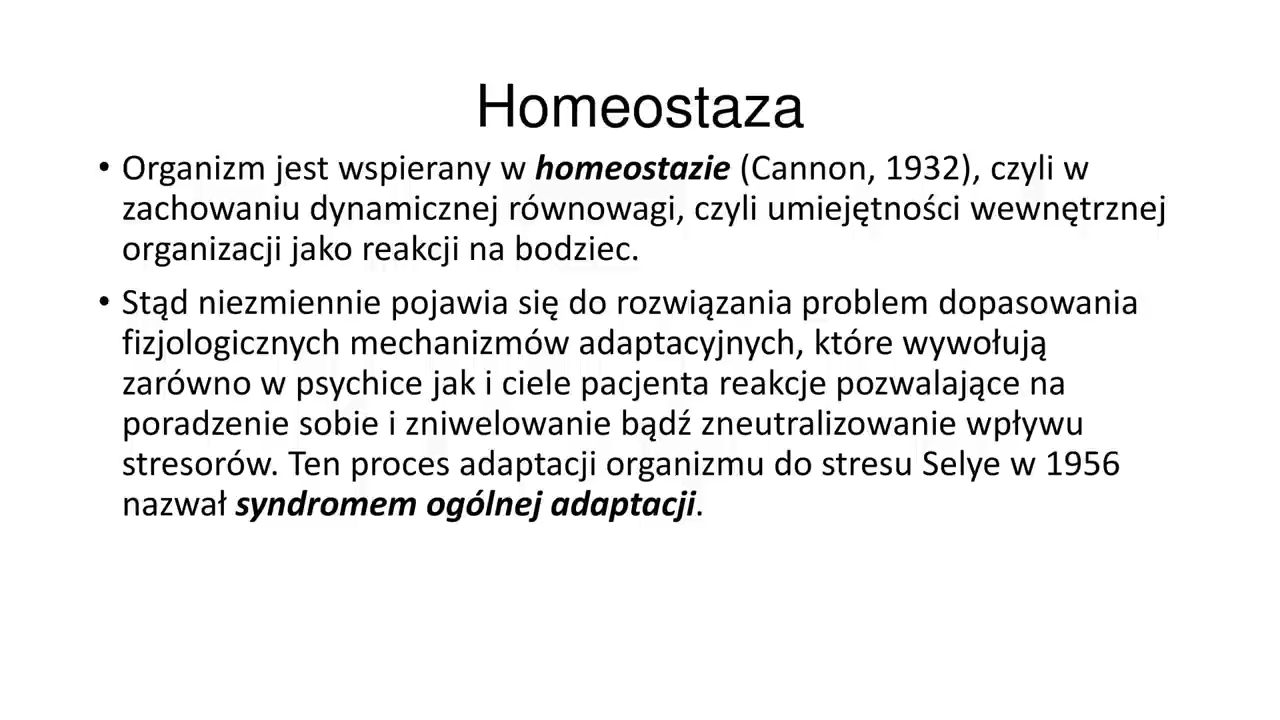 Homeostaza
• Organizm jest wspierany w homeostazie (Cannon, 1932), czyli w
zachowaniu dynamicznej równowagi, czyli umiejętności wewnętrznej
organizacji jako reakcji na bodziec.
• Stąd niezmiennie pojawia się do rozwiązania problem dopasowania
fizjologicznych mechanizmów adaptacyjnych, które wywołują
zarówno w psychice jak i ciele pacjenta reakcje pozwalające na
poradzenie sobie i zniwelowanie bądź zneutralizowanie wpływu
stresorów. Ten proces adaptacji organizmu do stresu Selye w 1956
nazwał syndromem ogólnej adaptacji.